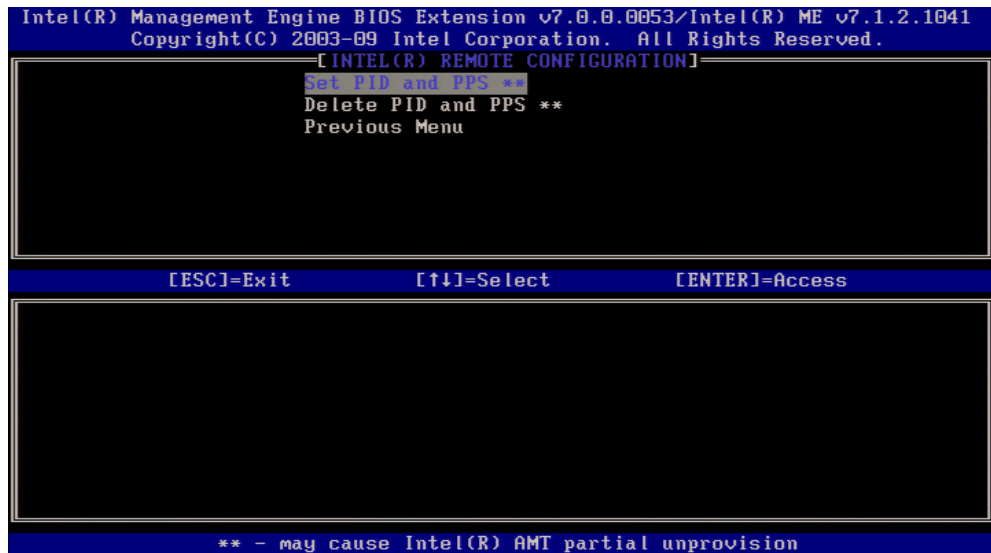 Intel(R) Management Engine BIOS Extension v7.0.0.0053/Intel(R) ME v7.1.2.1041
Copyright(C) 2003-09 Intel Corporation.  All Rights Reserved.
[INTEL(R) REMOTE CONFIGURATION]
Set PID and PPS **
Delete PID and PPS **
Previous Menu
[ESC]=Exit [↑↓]=Select [ENTER]=Access
** - may cause Intel(R) AMT partial unprovision